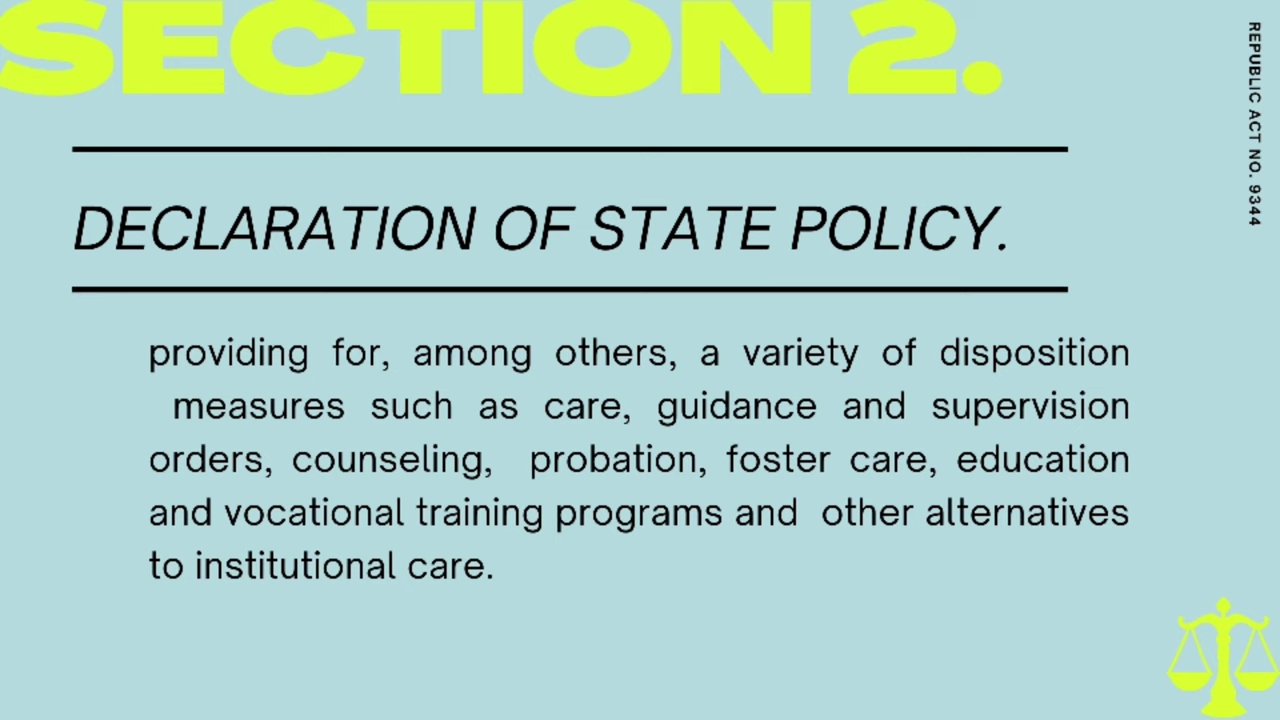 SECTION 2.
REPUBLIC ACT NO. 9344
DECLARATION OF STATE POLICY.
providing for, among others, a variety of disposition
measures such as care, guidance and supervision
orders, counseling, probation, foster care, education
and vocational training programs and other alternatives
to institutional care.